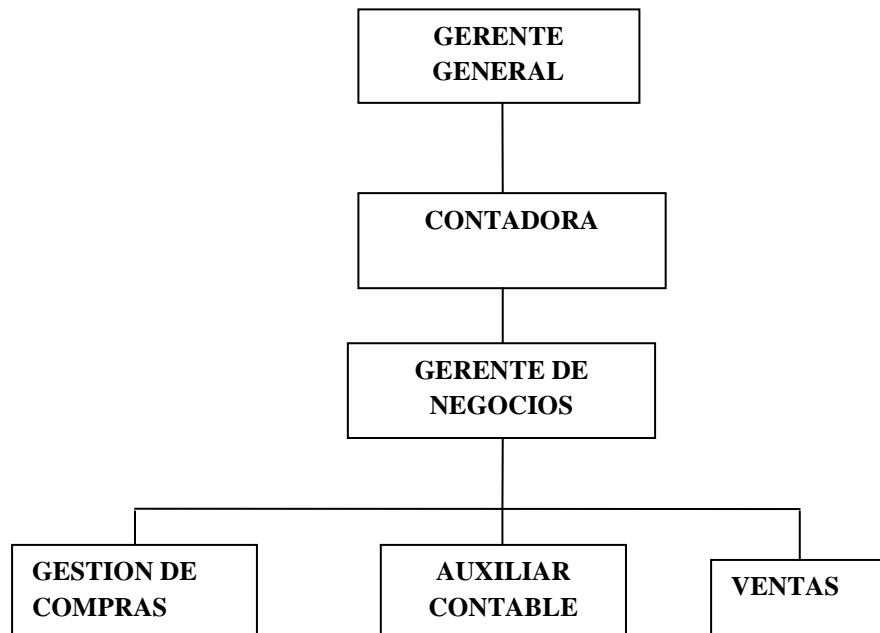 GERENTE
GENERAL
CONTADORA
GERENTE DE
NEGOCIOS
GESTION DE
COMPRAS
AUXILIAR
CONTABLE
VENTAS